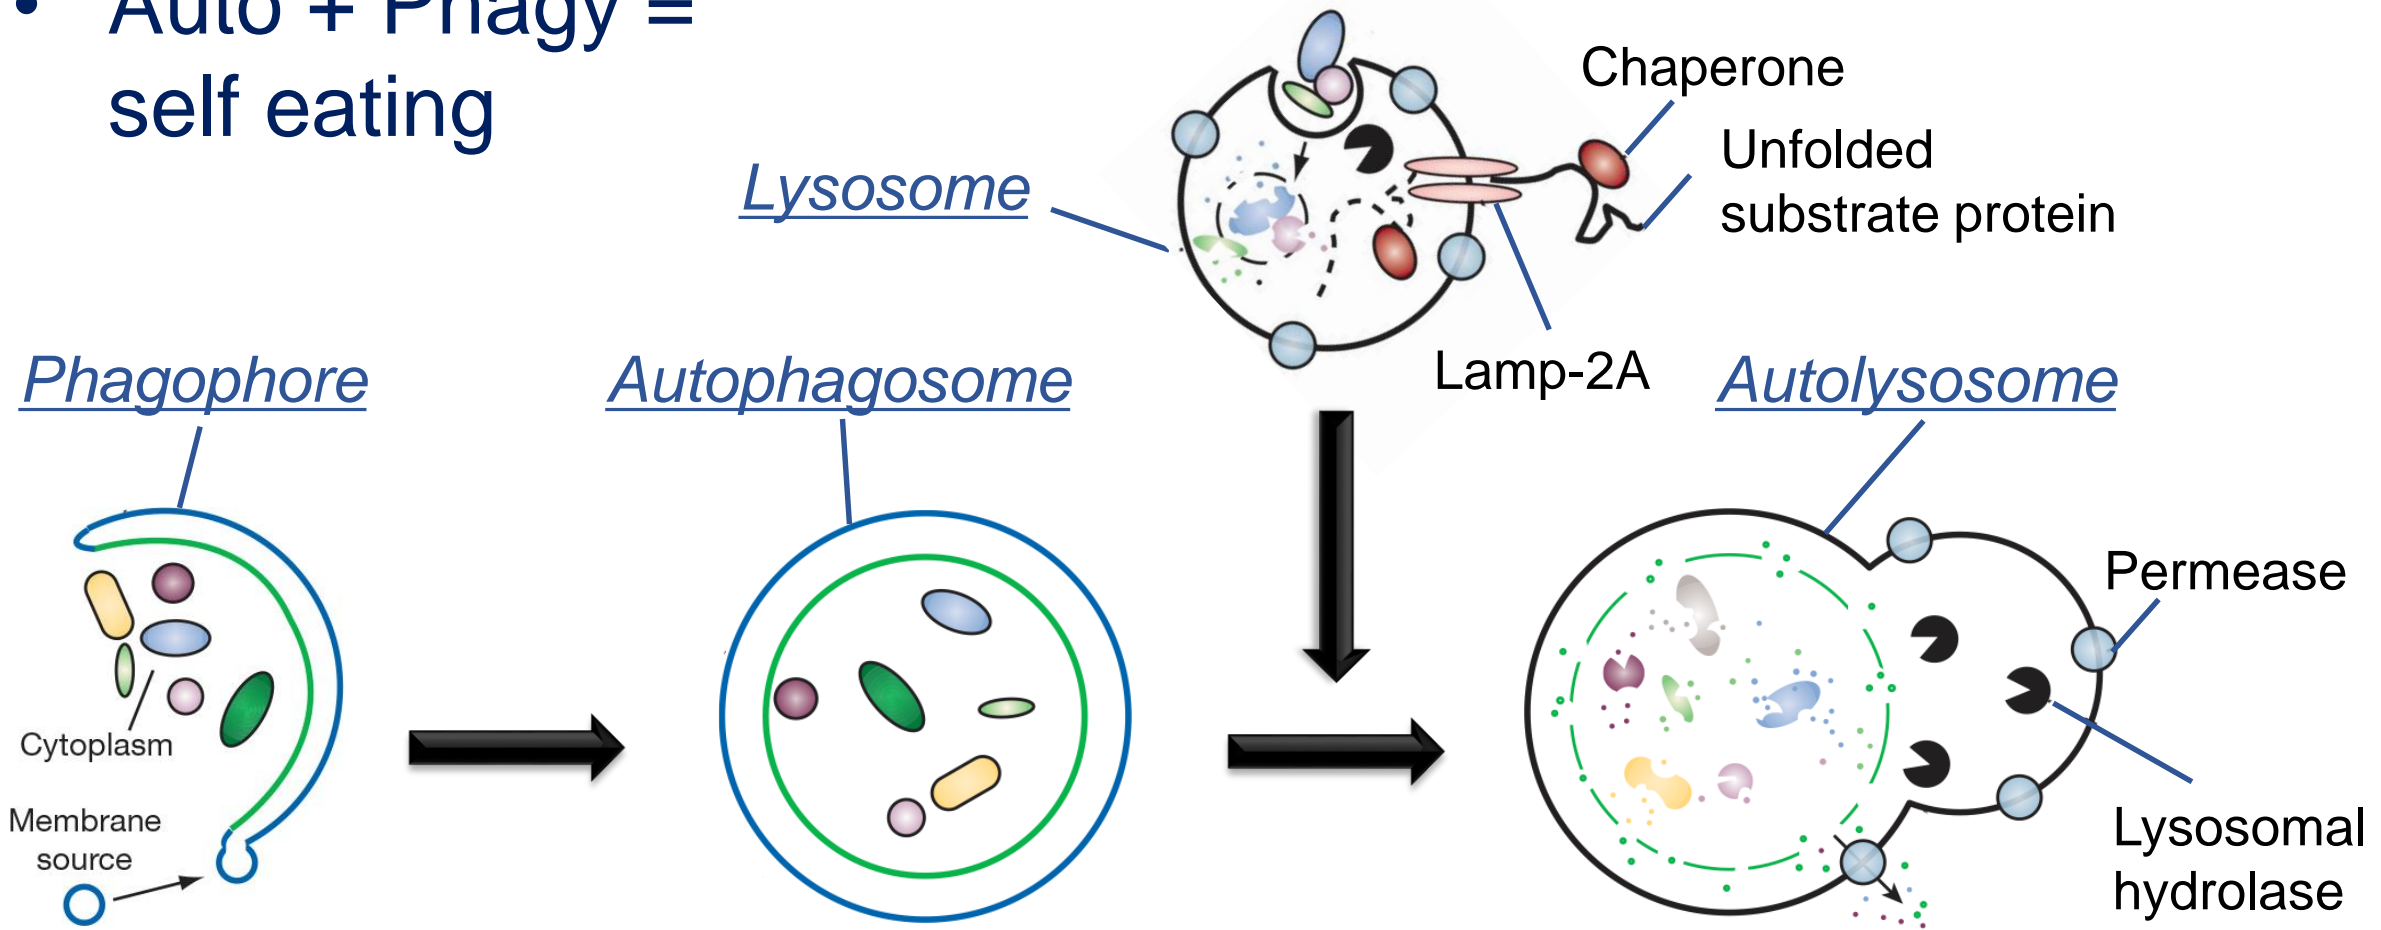 • Auto + Phagy =
self eating
Chaperone
Unfolded
substrate protein
Lysosome
Lamp-2A
Phagophore
Autophagosome
Autolysosome
Permease
Cytoplasm
Membrane
source
Lysosomal
hydrolase